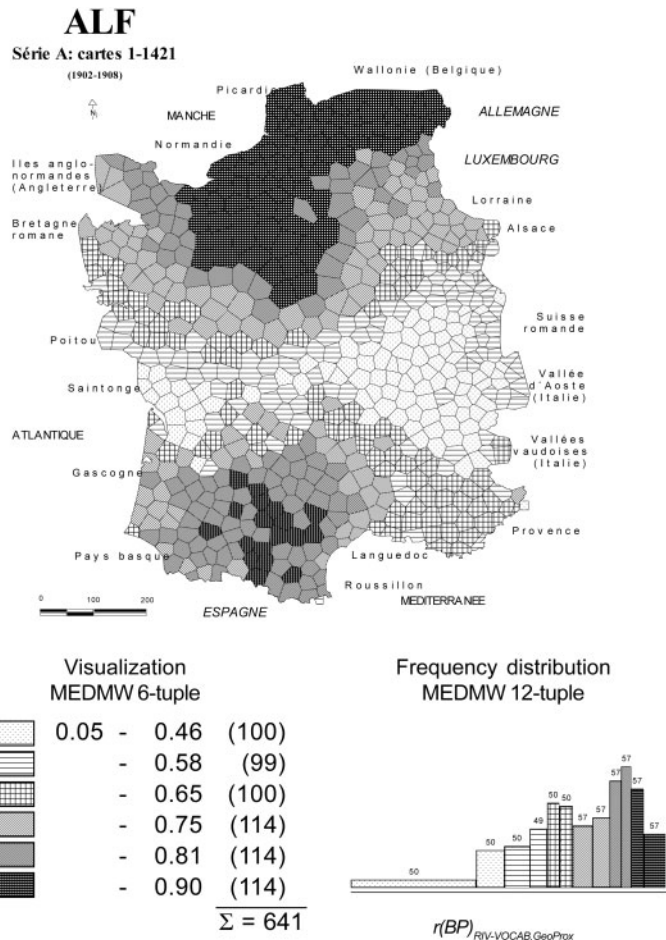 ALF
Série A: cartes 1-1421
(1902-1908)
Wallonie (Belgique)
Picardie
N
MANCHE
ALLEMAGNE
Normandie
LUXEMBOURG
Iles anglo-
normandes
(Angleterre)
Lorraine
Bretagne
romane
Alsace
Suisse
romande
Poitou
Vallée
d'Aoste
(Italie)
Saintonge
ATLANTIQUE
Vallées
vaudoises
(Italie)
Gascogne
Provence
Pays basque
Languedoc
Roussillon
MEDITERRANEE
0 100 200
ESPAGNE
Visualization
MEDMW 6-tuple
0.05 - 0.46 (100)
- 0.58 (99)
- 0.65 (100)
- 0.75 (114)
- 0.81 (114)
- 0.90 (114)
Σ = 641
Frequency distribution
MEDMW 12-tuple
50 50 50 49 50 50 57 57 57 57 57 57
r(BP)RIV-VOCAB,GeoProx